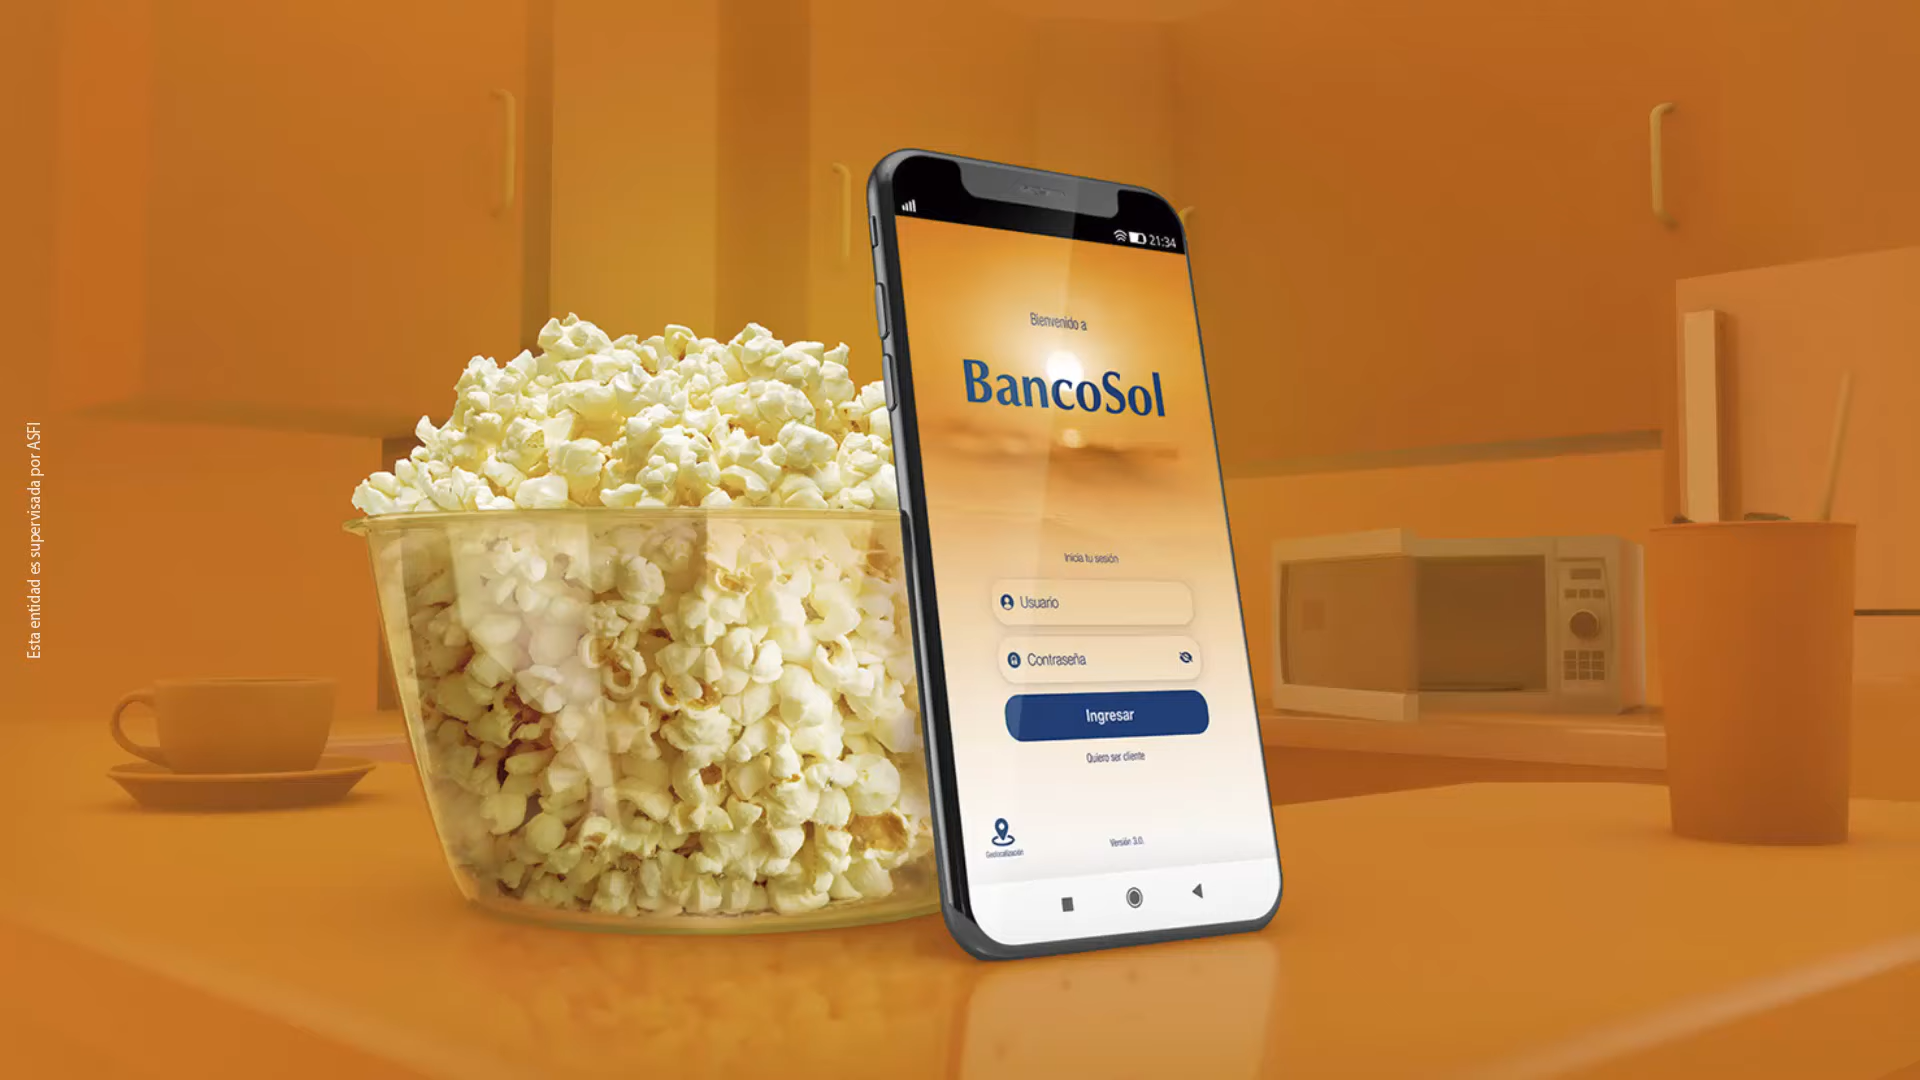 Esta entidad es supervisada por ASFI
21:34
Bienvenido a
BancoSol
Inicia tu sesión
Usuario
Contraseña
Ingresar
Quiero ser cliente
Geolocalización
Versión 3.0.